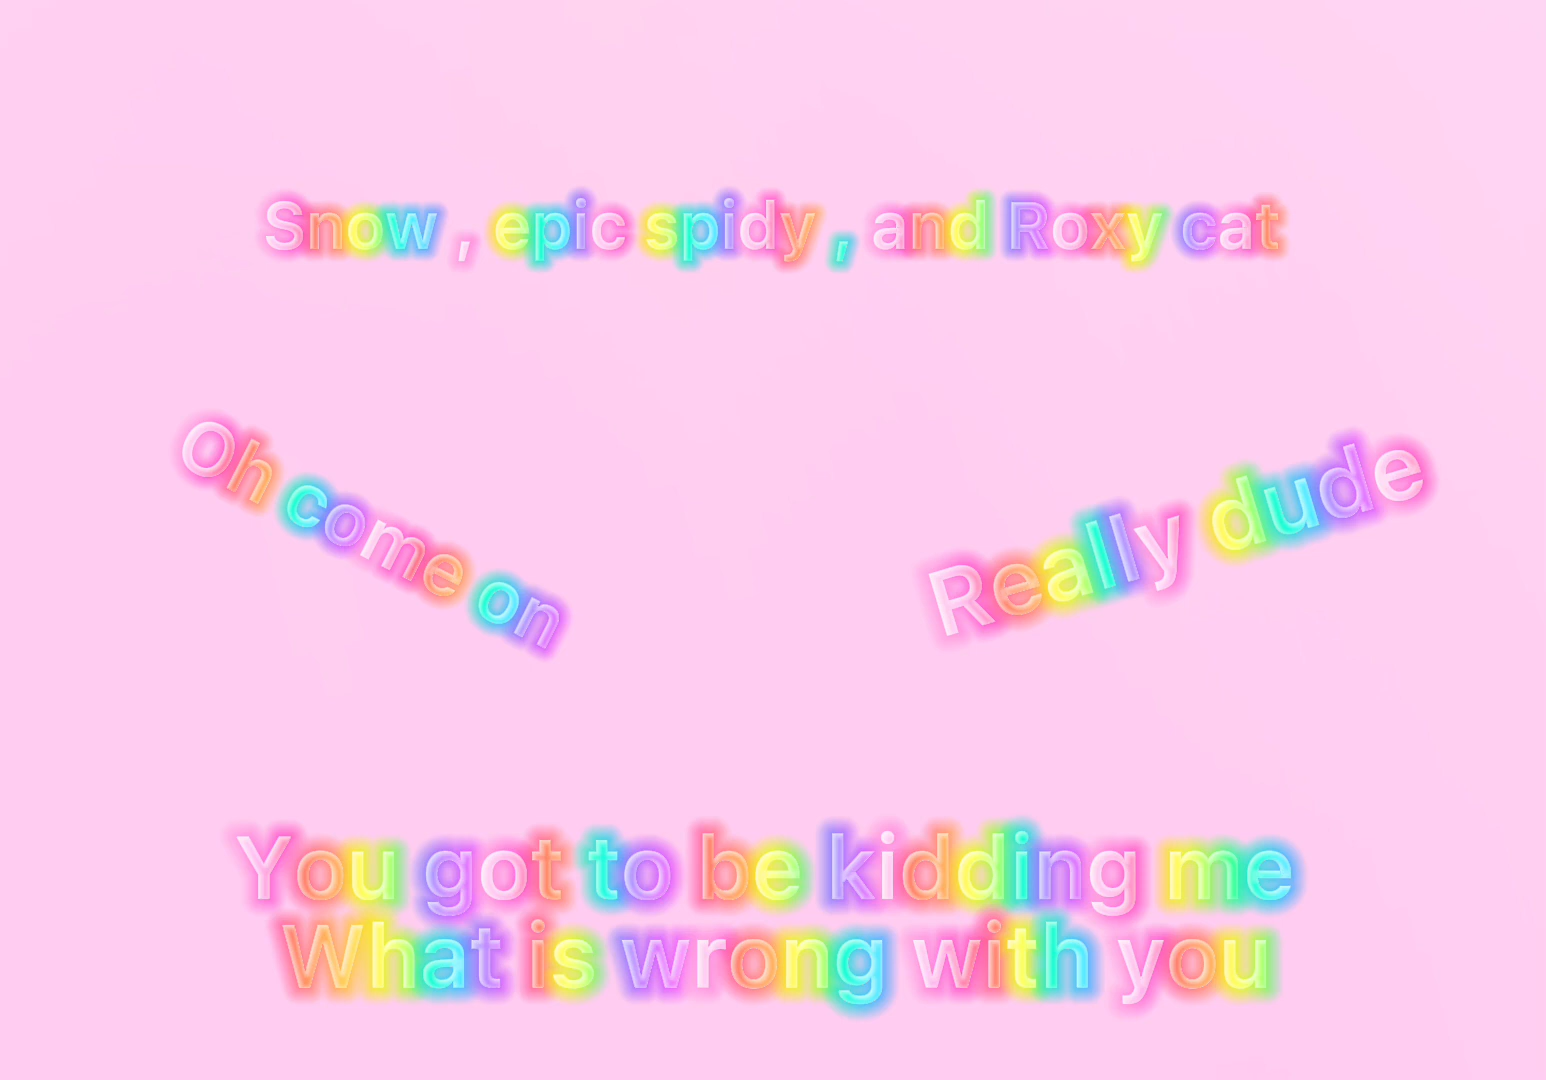 Snow , epic spidy , and Roxy cat
Oh come on
Really dude
You got to be kidding me
What is wrong with you